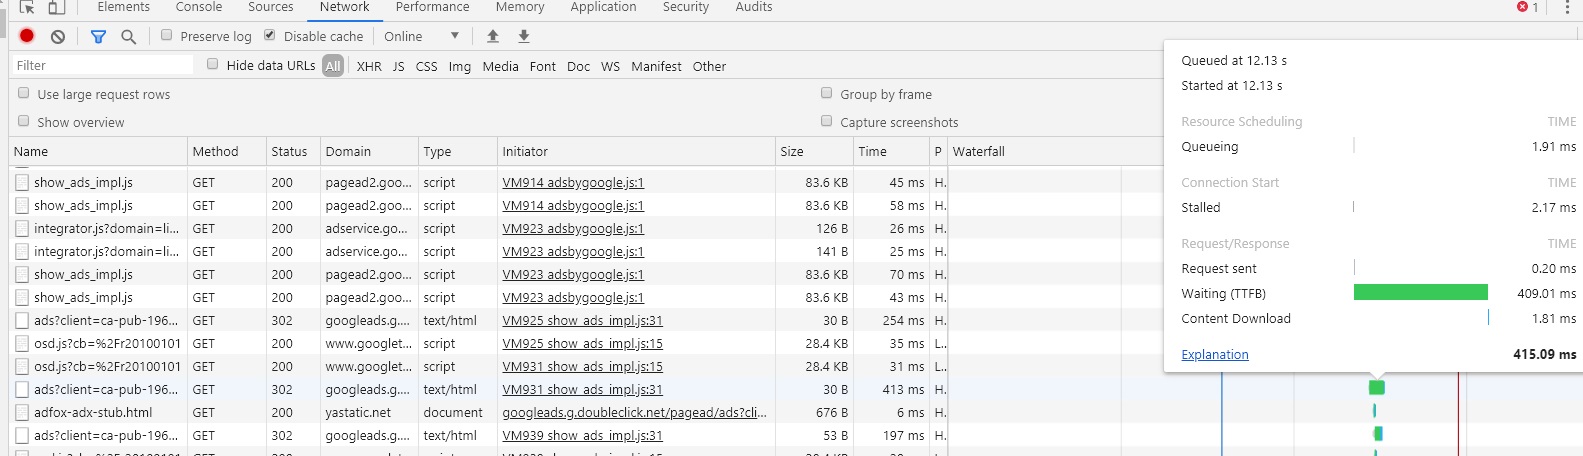 Elements Console Sources Network Performance Memory Application Security Audits 1
Preserve log Disable cache Online
Filter Hide data URLs All XHR JS CSS Img Media Font Doc WS Manifest Other
Use large request rows Group by frame
Show overview Capture screenshots
Name Method Status Domain Type Initiator Size Time P Waterfall
show_ads_impl.js GET 200 pagead2.goo... script VM914 adsbygoogle.js:1 83.6 KB 45 ms H.
show_ads_impl.js GET 200 pagead2.goo... script VM914 adsbygoogle.js:1 83.6 KB 58 ms H.
integrator.js?domain=li... GET 200 adservice.go... script VM923 adsbygoogle.js:1 126 B 26 ms H.
integrator.js?domain=li... GET 200 adservice.go... script VM923 adsbygoogle.js:1 141 B 25 ms H.
show_ads_impl.js GET 200 pagead2.goo... script VM923 adsbygoogle.js:1 83.6 KB 70 ms H.
show_ads_impl.js GET 200 pagead2.goo... script VM923 adsbygoogle.js:1 83.6 KB 43 ms H.
ads?client=ca-pub-196... GET 302 googleads.g.... text/html VM925 show_ads_impl.js:31 30 B 254 ms H.
osd.js?cb=%2Fr20100101 GET 200 www.googlet... script VM925 show_ads_impl.js:15 28.4 KB 35 ms L..
osd.js?cb=%2Fr20100101 GET 200 www.googlet... script VM931 show_ads_impl.js:15 28.4 KB 31 ms L..
ads?client=ca-pub-196... GET 302 googleads.g.... text/html VM931 show_ads_impl.js:31 30 B 413 ms H.
adfox-adx-stub.html GET 200 yastatic.net document googleads.g.doubleclick.net/pagead/ads?cli... 676 B 6 ms H.
ads?client=ca-pub-196... GET 302 googleads.g.... text/html VM939 show_ads_impl.js:31 53 B 197 ms H.
Queued at 12.13 s
Started at 12.13 s
Resource Scheduling TIME
Queueing 1.91 ms
Connection Start TIME
Stalled 2.17 ms
Request/Response TIME
Request sent 0.20 ms
Waiting (TTFB) 409.01 ms
Content Download 1.81 ms
Explanation 415.09 ms